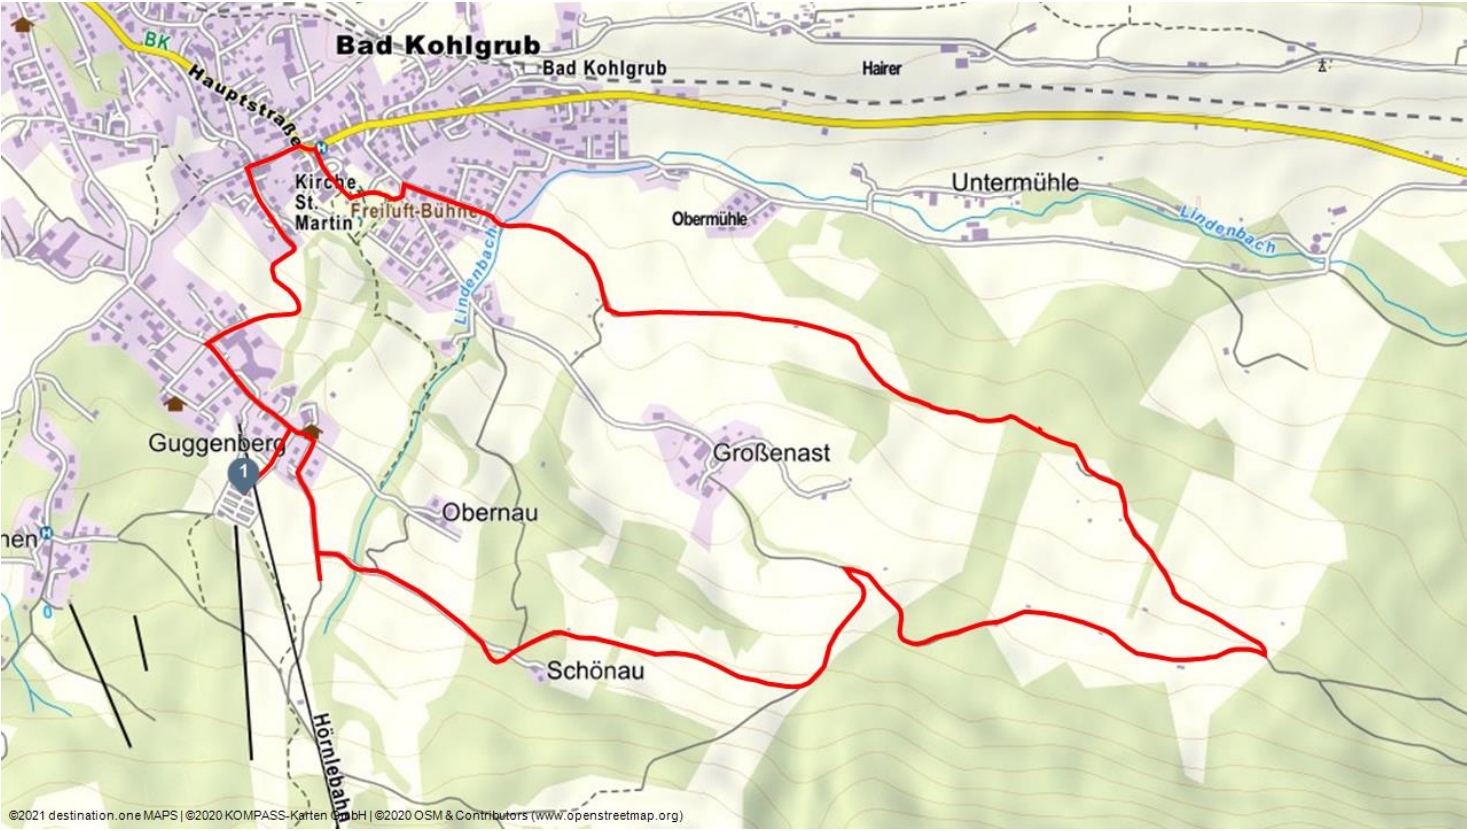 Bad Kohlgrub
BK
Bad Kohlgrub
Hairer
Hauptstraße
H
Kirche
St.
Martin
Freiluft-Bühne
Untermühle
Obermühle
Lindenbach
Lindenbach
Guggenberg
1
Großenast
Obernau
nen
H
Schönau
Hörnlebahn
©2021 destination.one MAPS | ©2020 KOMPASS-Karten GmbH | ©2020 OSM & Contributors (www.openstreetmap.org)